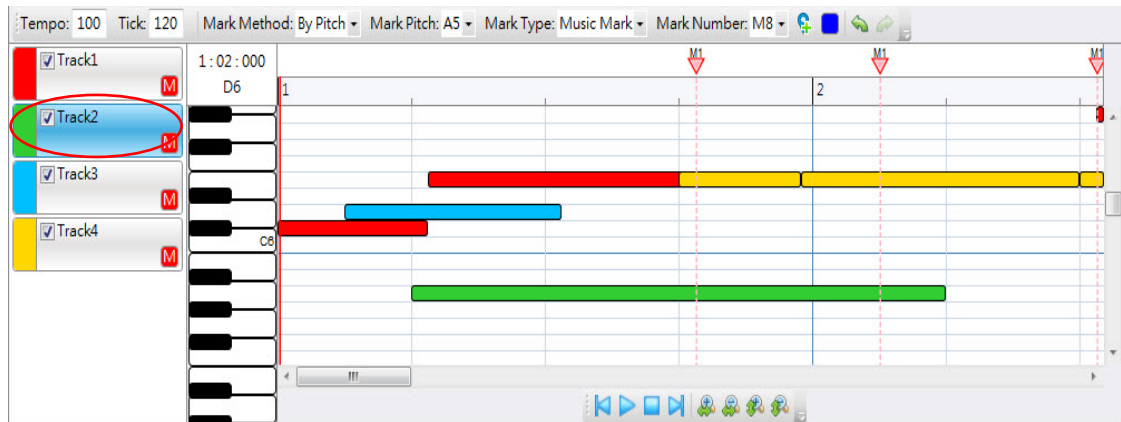 Tempo: 100 Tick: 120 Mark Method: By Pitch Mark Pitch: A5 Mark Type: Music Mark Mark Number: M8
Track1
M
Track2
M
Track3
M
Track4
M
1:02:000
D6
M1 M1 M1
1 2
C6